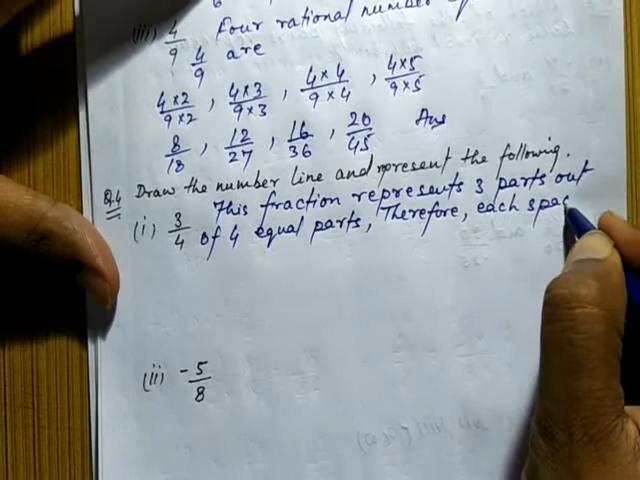 (iii) 4/9 Four rational number of
4/9 are
4×2/9×2 , 4×3/9×3 , 4×4/9×4 , 4×5/9×5
8/18 , 12/27 , 16/36 , 20/45 Ans
Q.4 Draw the number line and represent the following.
This fraction represents 3 parts out
(i) 3/4 of 4 equal parts, Therefore, each spac
(ii) -5/8